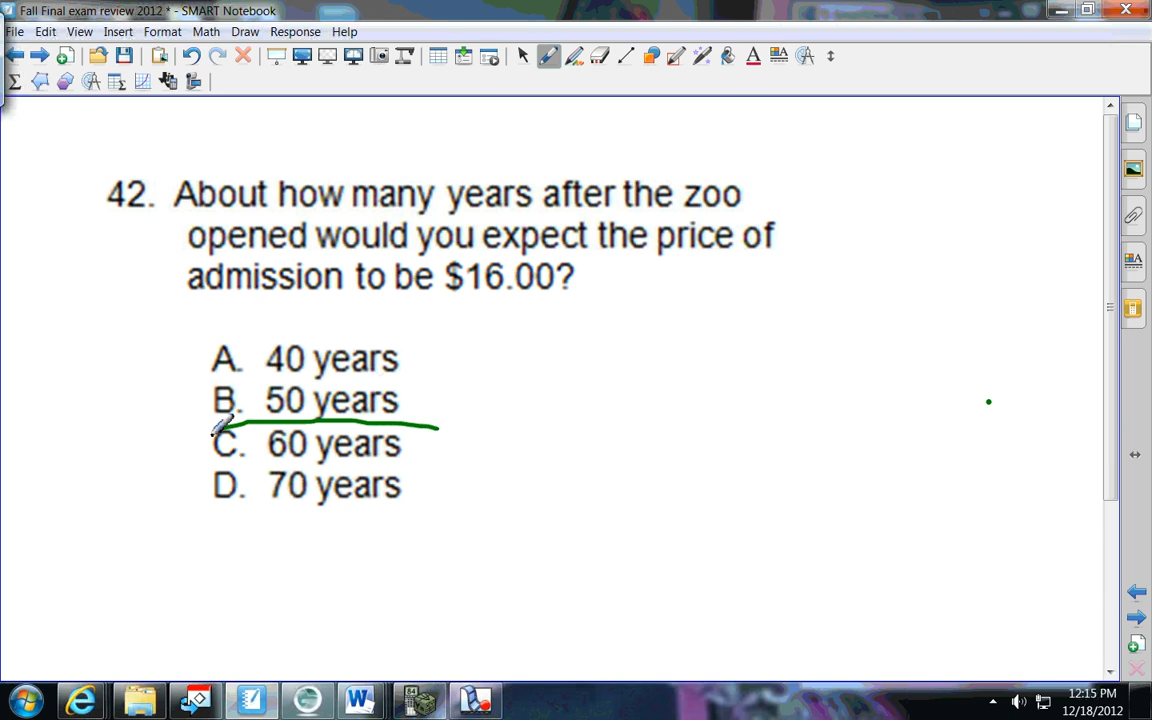 Fall Final exam review 2012 * - SMART Notebook
File Edit View Insert Format Math Draw Response Help
42. About how many years after the zoo
opened would you expect the price of
admission to be $16.00?
A. 40 years
B. 50 years
C. 60 years
D. 70 years
12:15 PM
12/18/2012